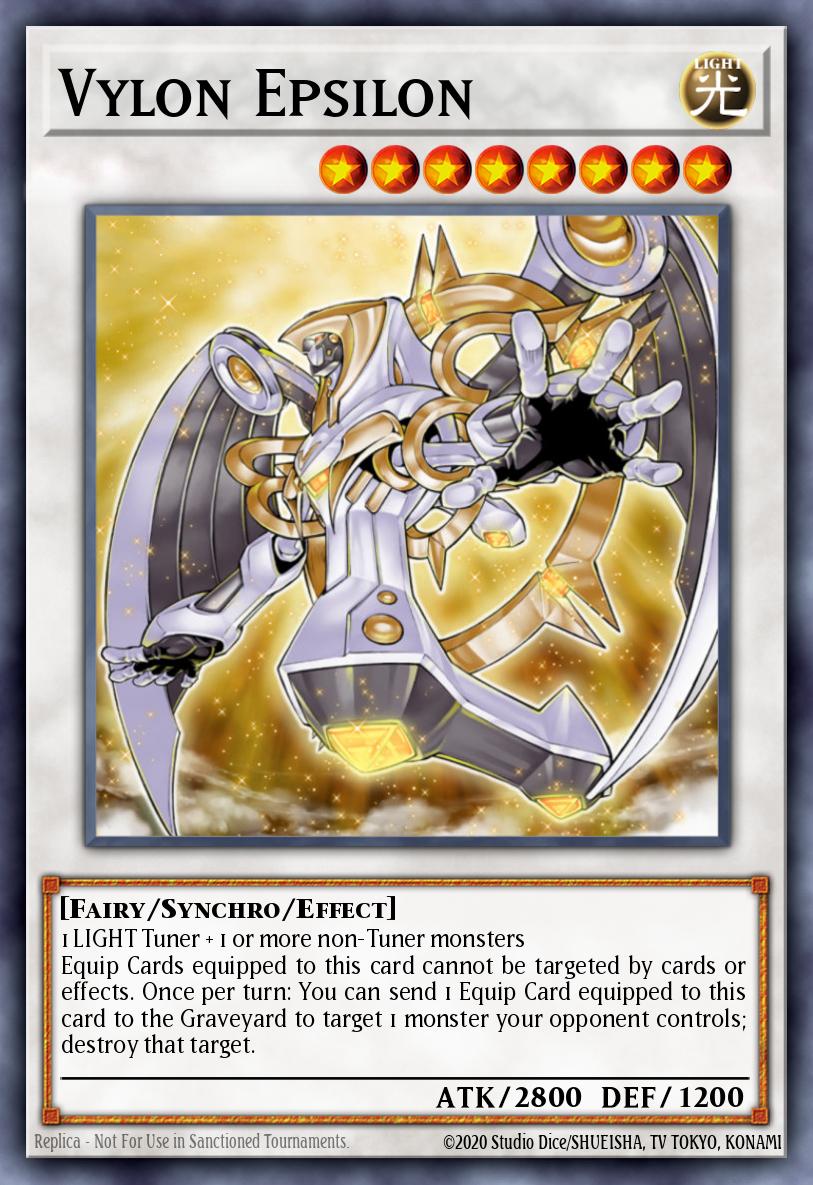 Vylon Epsilon
LIGHT
光
[Fairy/Synchro/Effect]
1 LIGHT Tuner + 1 or more non-Tuner monsters
Equip Cards equipped to this card cannot be targeted by cards or
effects. Once per turn: You can send 1 Equip Card equipped to this
card to the Graveyard to target 1 monster your opponent controls;
destroy that target.
ATK/2800 DEF/1200
Replica - Not For Use in Sanctioned Tournaments.
©2020 Studio Dice/SHUEISHA, TV TOKYO, KONAMI